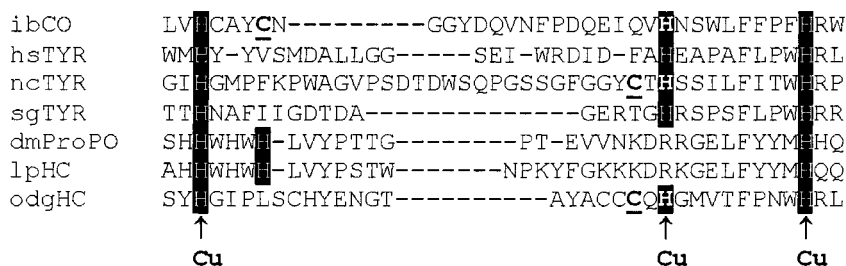 ibCO LVHCAYCN---------GGYDQVNFPDQEIQVHNSWLFFPFHRW
hsTYR WMHY-YVSMDALLGG-----SEI-WRDID-FAHEAPAFLPWHRL
ncTYR GIHGMPFKPWAGVPSDTDWSQPGSSGFGGYCTHSSILFITWHRP
sgTYR TTHNAFIIGDTDA--------------GERTGHRSPSFLPWHRR
dmProPO SHHWHWH-LVYPTTG--------PT-EVVNKDRRGELFYYMHHQ
lpHC AHHWHWH-LVYPSTW-------NPKYFGKKKDRKGELFYYMHQQ
odgHC SYHGIPLSCHYENGT----------AYACCCQHGMVTFPNWHRL
↑ ↑ ↑
Cu Cu Cu